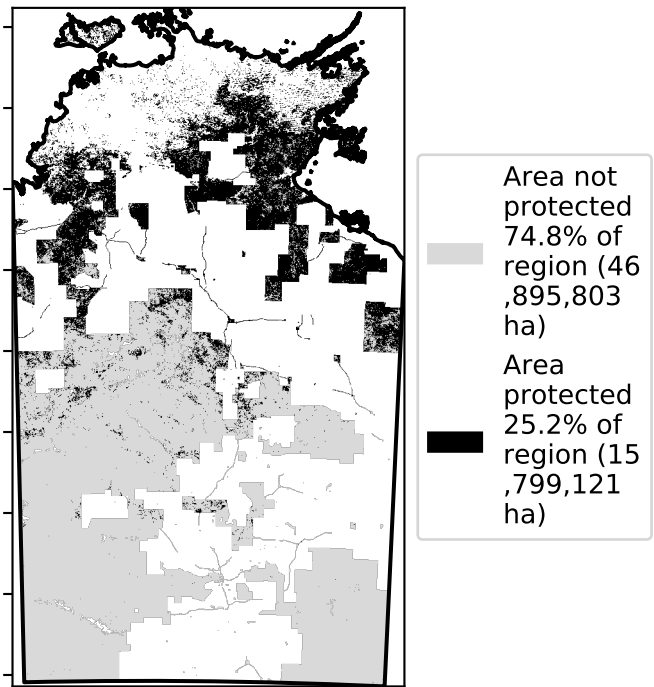 Area not
protected
74.8% of
region (46
,895,803
ha)
Area
protected
25.2% of
region (15
,799,121
ha)